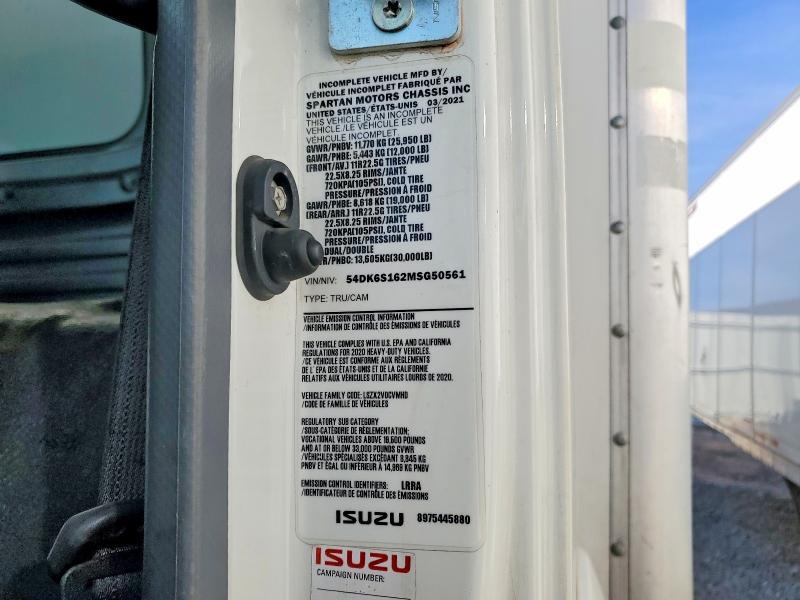 INCOMPLETE VEHICLE MFD BY/
VÉHICULE INCOMPLET FABRIQUÉ PAR
SPARTAN MOTORS CHASSIS INC
UNITED STATES/ÉTATS-UNIS 03/2021
THIS VEHICLE IS AN INCOMPLETE
VEHICLE./LE VÉHICULE EST UN
VÉHICULE INCOMPLET.
GVWR/PNBV: 11,770 KG (25,950 LB)
GAWR/PNBE: 5,443 KG (12,000 LB)
(FRONT/AV.) 11R22.5G TIRES/PNEU
22.5X8.25 RIMS/JANTE
720KPA(105PSI), COLD TIRE
PRESSURE/PRESSION À FROID
GAWR/PNBE: 8,618 KG (19,000 LB)
(REAR/ARR.) 11R22.5G TIRES/PNEU
22.5X8.25 RIMS/JANTE
720KPA(105PSI), COLD TIRE
PRESSURE/PRESSION À FROID
DUAL/DOUBLE
R/PNBC: 13,605KG(30,000LB)
VIN/NIV: 54DK6S162MSG50561
TYPE: TRU/CAM
VEHICLE EMISSION CONTROL INFORMATION
/INFORMATION DE CONTRÔLE DES ÉMISSIONS DE VÉHICULES
THIS VEHICLE COMPLIES WITH U.S. EPA AND CALIFORNIA
REGULATIONS FOR 2020 HEAVY-DUTY VEHICLES.
/CE VÉHICULE EST CONFORME AUX RÈGLEMENTS
DE L' EPA DES ÉTATS-UNIS ET DE LA CALIFORNIE
RELATIFS AUX VÉHICULES UTILITAIRES LOURDS DE 2020.
VEHICLE FAMILY CODE: LSZX2VOCVMHD
/CODE DE FAMILLE DE VÉHICULES
REGULATORY SUB CATEGORY
/SOUS-CATÉGORIE DE RÉGLEMENTATION:
VOCATIONAL VEHICLES ABOVE 19,500 POUNDS
AND AT OR BELOW 33,000 POUNDS GVWR
/VÉHICULES SPÉCIALISÉS EXCÉDANT 8,845 KG
PNBV ET ÉGAL OU INFÉRIEUR À 14,969 KG PNBV
EMISSION CONTROL IDENTIFIERS: LRRA
/IDENTIFICATEUR DE CONTRÔLE DES ÉMISSIONS
ISUZU 8975445880
ISUZU
CAMPAIGN NUMBER: